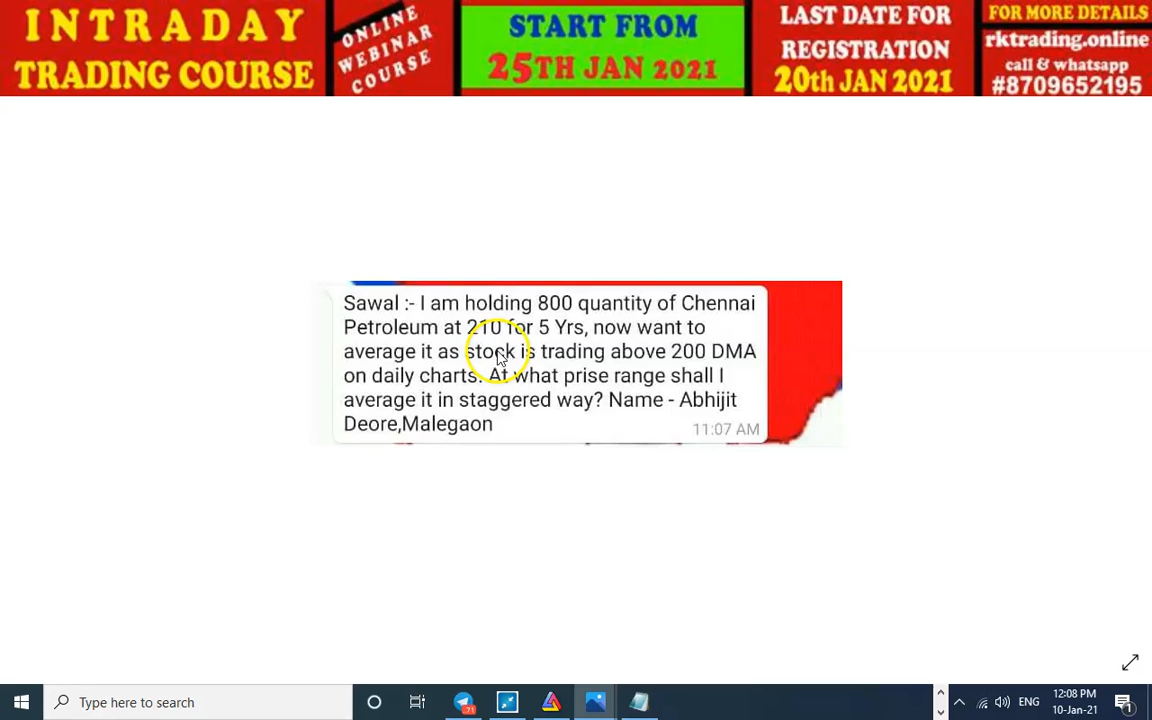 INTRADAY
TRADING COURSE
ONLINE
WEBINAR
COURSE
START FROM
25TH JAN 2021
LAST DATE FOR
REGISTRATION
20th JAN 2021
FOR MORE DETAILS
rktrading.online
call & whatsapp
#8709652195
Sawal :- I am holding 800 quantity of Chennai
Petroleum at 210 for 5 Yrs, now want to
average it as stock is trading above 200 DMA
on daily charts. At what prise range shall I
average it in staggered way? Name - Abhijit
Deore,Malegaon
11:07 AM
Type here to search
71
ENG
12:08 PM
10-Jan-21
1